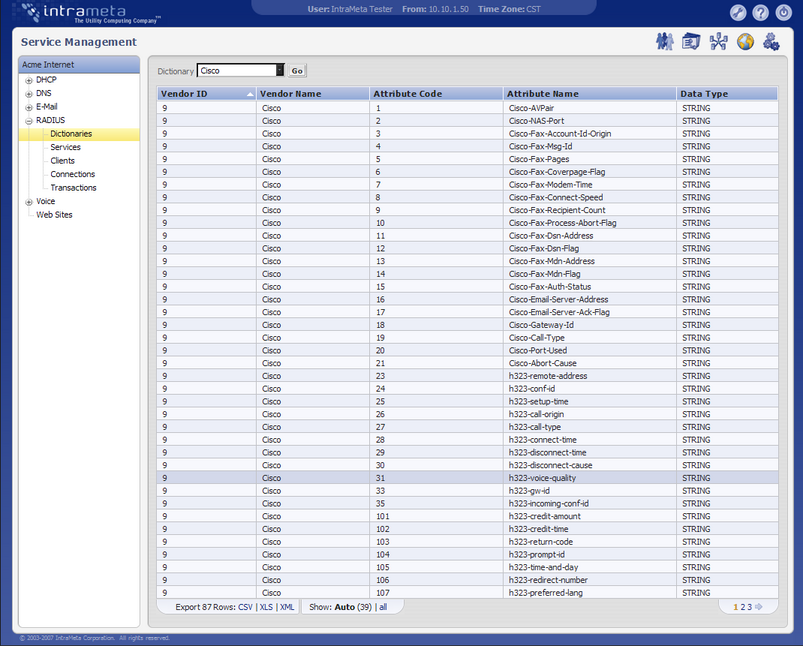 intrameta
The Utility Computing Company™
User: IntraMeta Tester From: 10.10.1.50 Time Zone: CST
Service Management
Acme Internet
DHCP
DNS
E-Mail
RADIUS
Dictionaries
Services
Clients
Connections
Transactions
Voice
Web Sites
Dictionary Cisco Go
Vendor ID Vendor Name Attribute Code Attribute Name Data Type
9 Cisco 1 Cisco-AVPair STRING
9 Cisco 2 Cisco-NAS-Port STRING
9 Cisco 3 Cisco-Fax-Account-Id-Origin STRING
9 Cisco 4 Cisco-Fax-Msg-Id STRING
9 Cisco 5 Cisco-Fax-Pages STRING
9 Cisco 6 Cisco-Fax-Coverpage-Flag STRING
9 Cisco 7 Cisco-Fax-Modem-Time STRING
9 Cisco 8 Cisco-Fax-Connect-Speed STRING
9 Cisco 9 Cisco-Fax-Recipient-Count STRING
9 Cisco 10 Cisco-Fax-Process-Abort-Flag STRING
9 Cisco 11 Cisco-Fax-Dsn-Address STRING
9 Cisco 12 Cisco-Fax-Dsn-Flag STRING
9 Cisco 13 Cisco-Fax-Mdn-Address STRING
9 Cisco 14 Cisco-Fax-Mdn-Flag STRING
9 Cisco 15 Cisco-Fax-Auth-Status STRING
9 Cisco 16 Cisco-Email-Server-Address STRING
9 Cisco 17 Cisco-Email-Server-Ack-Flag STRING
9 Cisco 18 Cisco-Gateway-Id STRING
9 Cisco 19 Cisco-Call-Type STRING
9 Cisco 20 Cisco-Port-Used STRING
9 Cisco 21 Cisco-Abort-Cause STRING
9 Cisco 23 h323-remote-address STRING
9 Cisco 24 h323-conf-id STRING
9 Cisco 25 h323-setup-time STRING
9 Cisco 26 h323-call-origin STRING
9 Cisco 27 h323-call-type STRING
9 Cisco 28 h323-connect-time STRING
9 Cisco 29 h323-disconnect-time STRING
9 Cisco 30 h323-disconnect-cause STRING
9 Cisco 31 h323-voice-quality STRING
9 Cisco 33 h323-gw-id STRING
9 Cisco 35 h323-incoming-conf-id STRING
9 Cisco 101 h323-credit-amount STRING
9 Cisco 102 h323-credit-time STRING
9 Cisco 103 h323-return-code STRING
9 Cisco 104 h323-prompt-id STRING
9 Cisco 105 h323-time-and-day STRING
9 Cisco 106 h323-redirect-number STRING
9 Cisco 107 h323-preferred-lang STRING
Export 87 Rows: CSV | XLS | XML Show: Auto (39) | all 1 2 3
© 2003-2007 IntraMeta Corporation. All rights reserved.